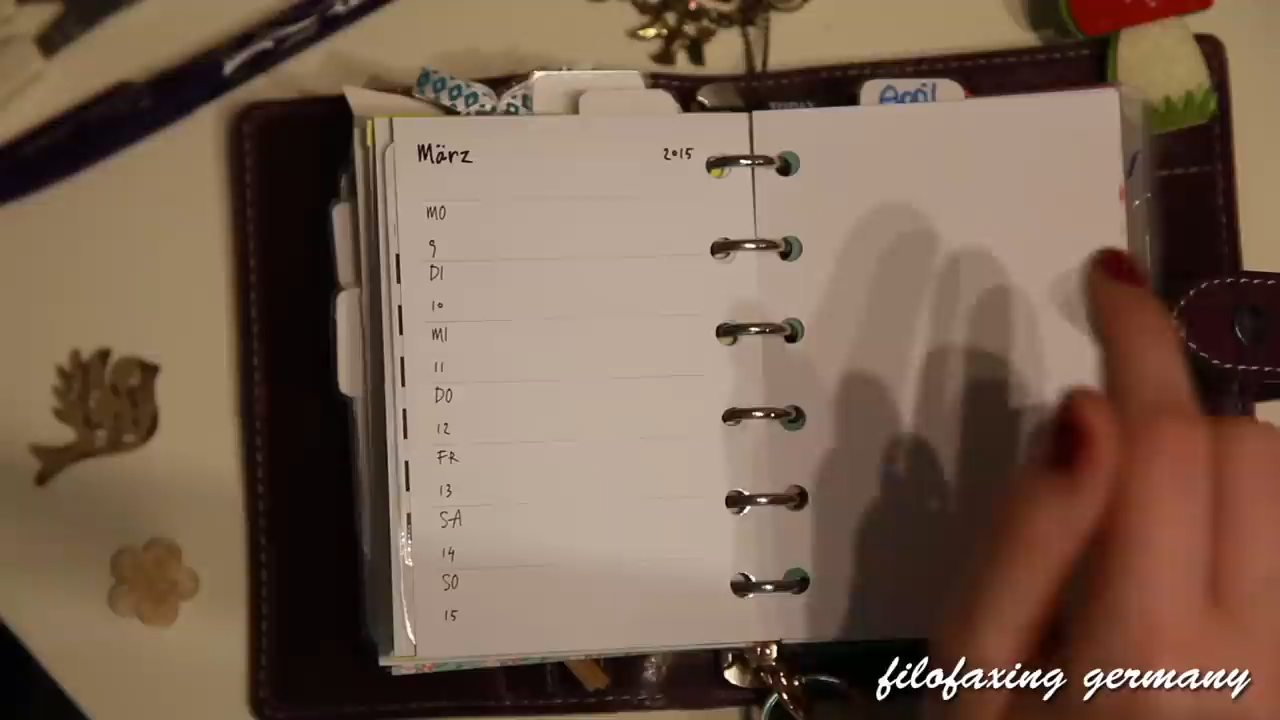 April
März 2015
MO
9
DI
10
MI
11
DO
12
FR
13
SA
14
SO
15
filofaxing germany